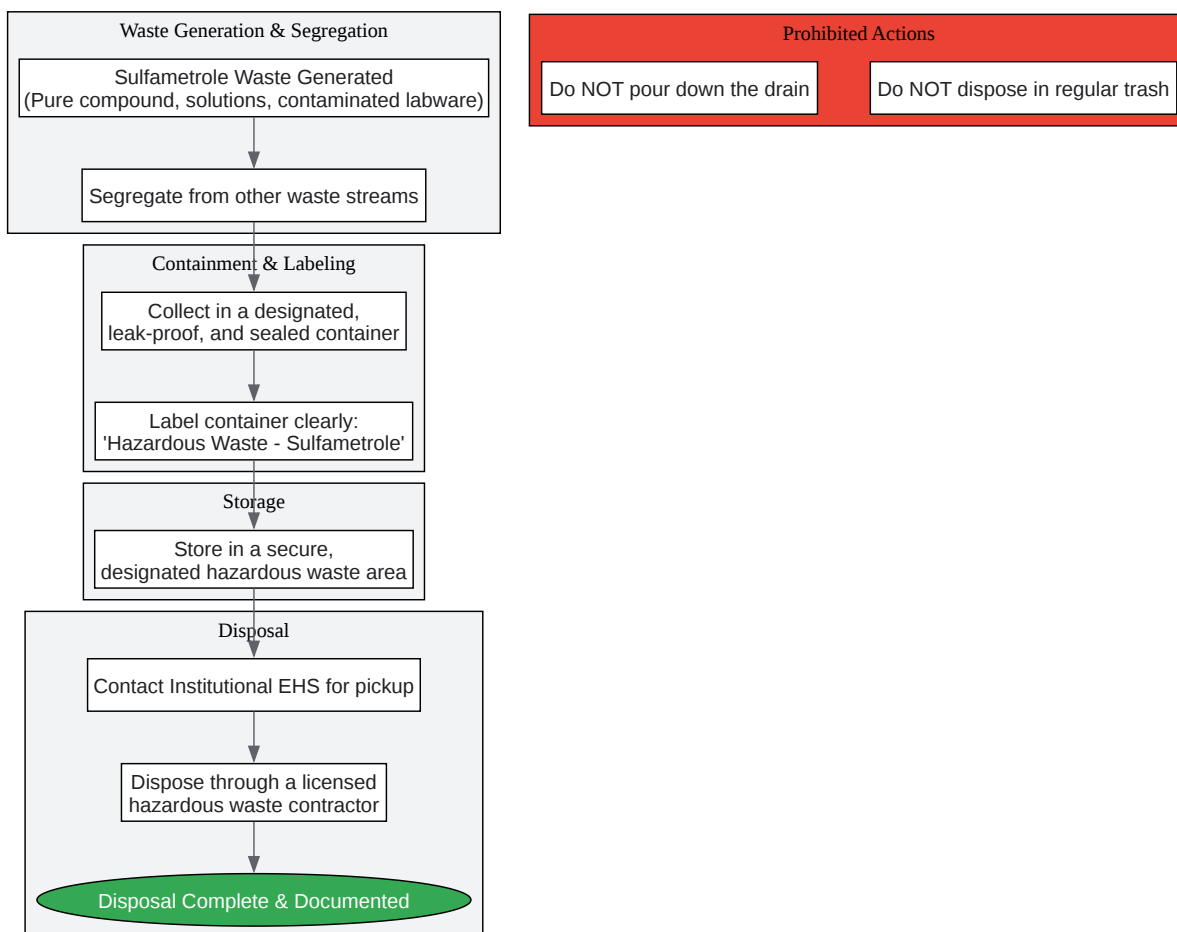 Waste Generation & Segregation
Sulfametrole Waste Generated
(Pure compound, solutions, contaminated labware)
Segregate from other waste streams
Containment & Labeling
Collect in a designated,
leak-proof, and sealed container
Label container clearly:
'Hazardous Waste - Sulfametrole'
Storage
Store in a secure,
designated hazardous waste area
Disposal
Contact Institutional EHS for pickup
Dispose through a licensed
hazardous waste contractor
Disposal Complete & Documented
Prohibited Actions
Do NOT pour down the drain
Do NOT dispose in regular trash